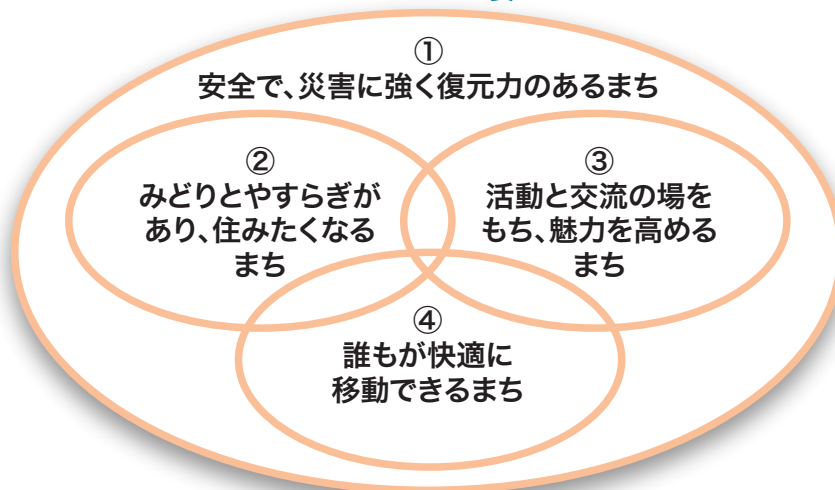 ①
安全で、災害に強く復元力のあるまち
②
みどりとやすらぎが
あり、住みたくなる
まち
③
活動と交流の場を
もち、魅力を高める
まち
④
誰もが快適に
移動できるまち